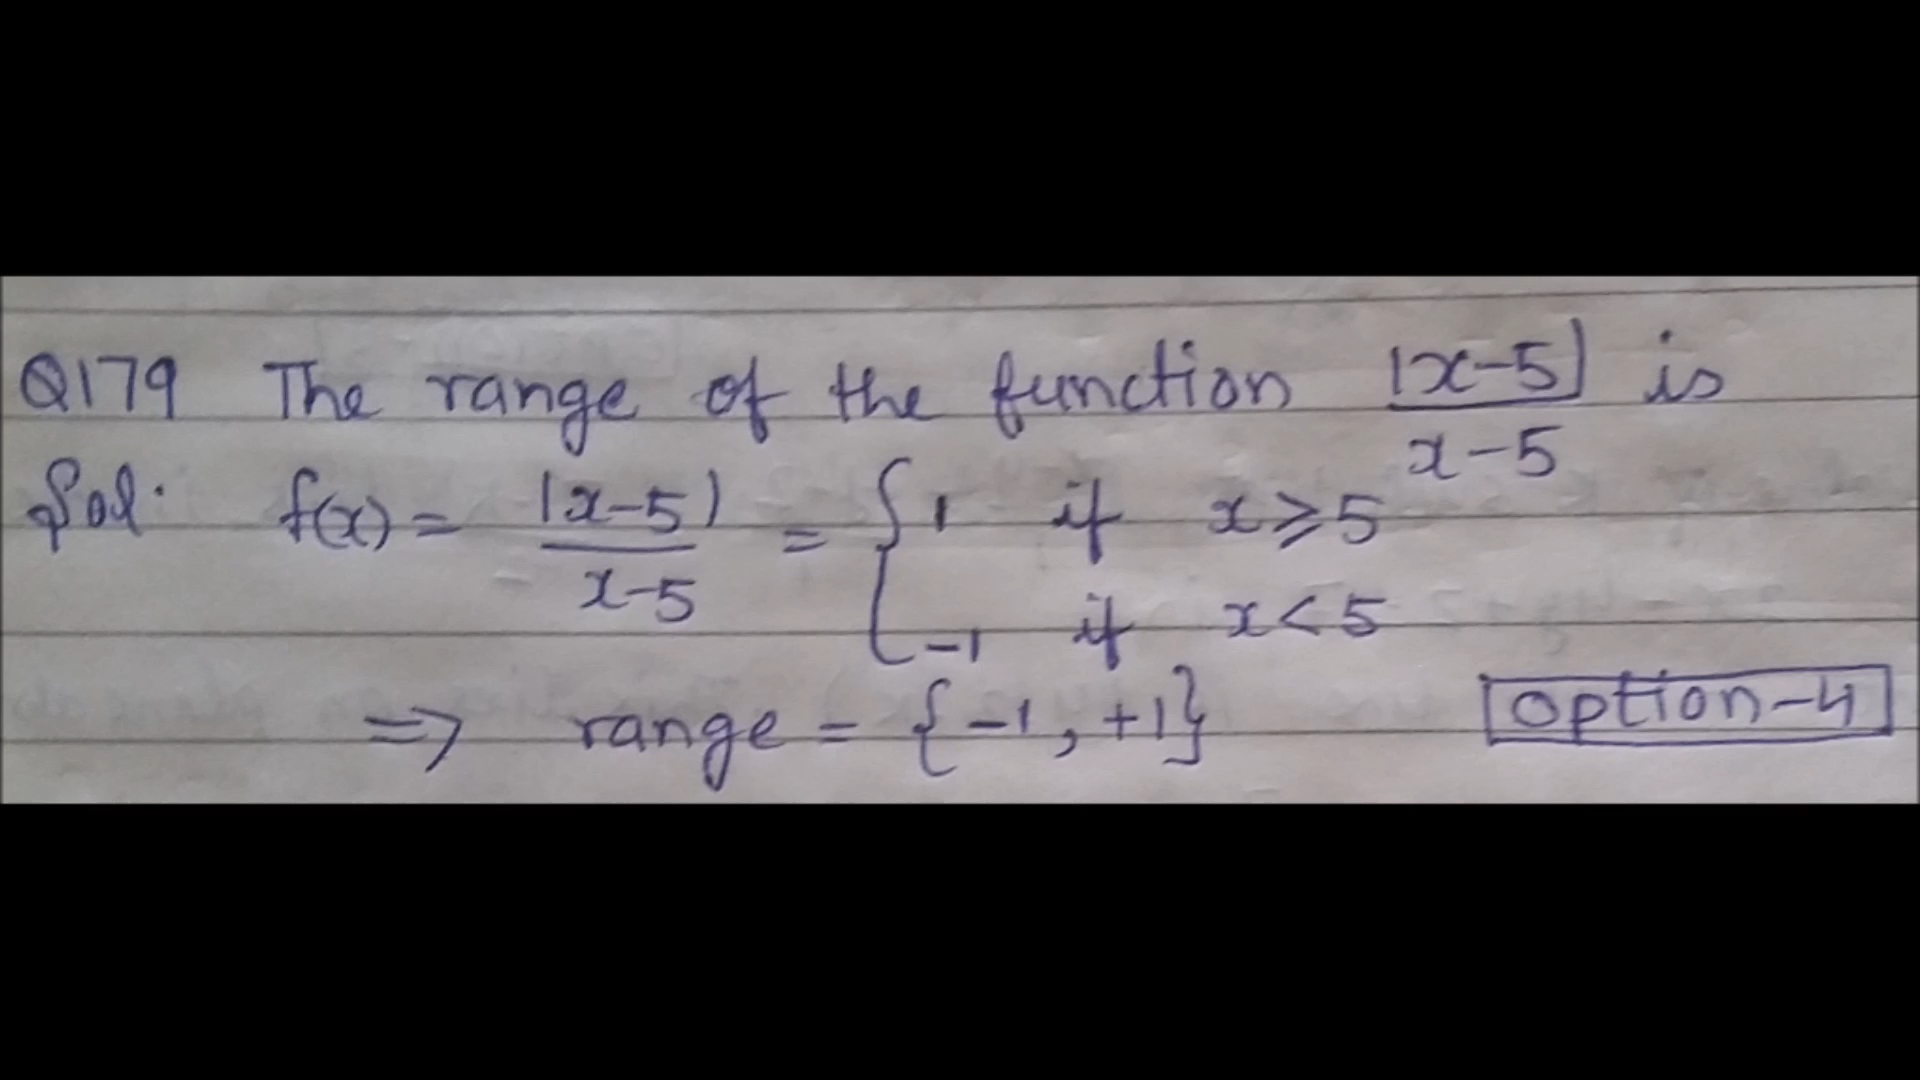 Q179 The range of the function |x-5|/x-5 is
Sol. f(x) = |x-5|/x-5 = { 1 if x ⩾ 5
-1 if x < 5
⇒ range = {-1, +1} option-4